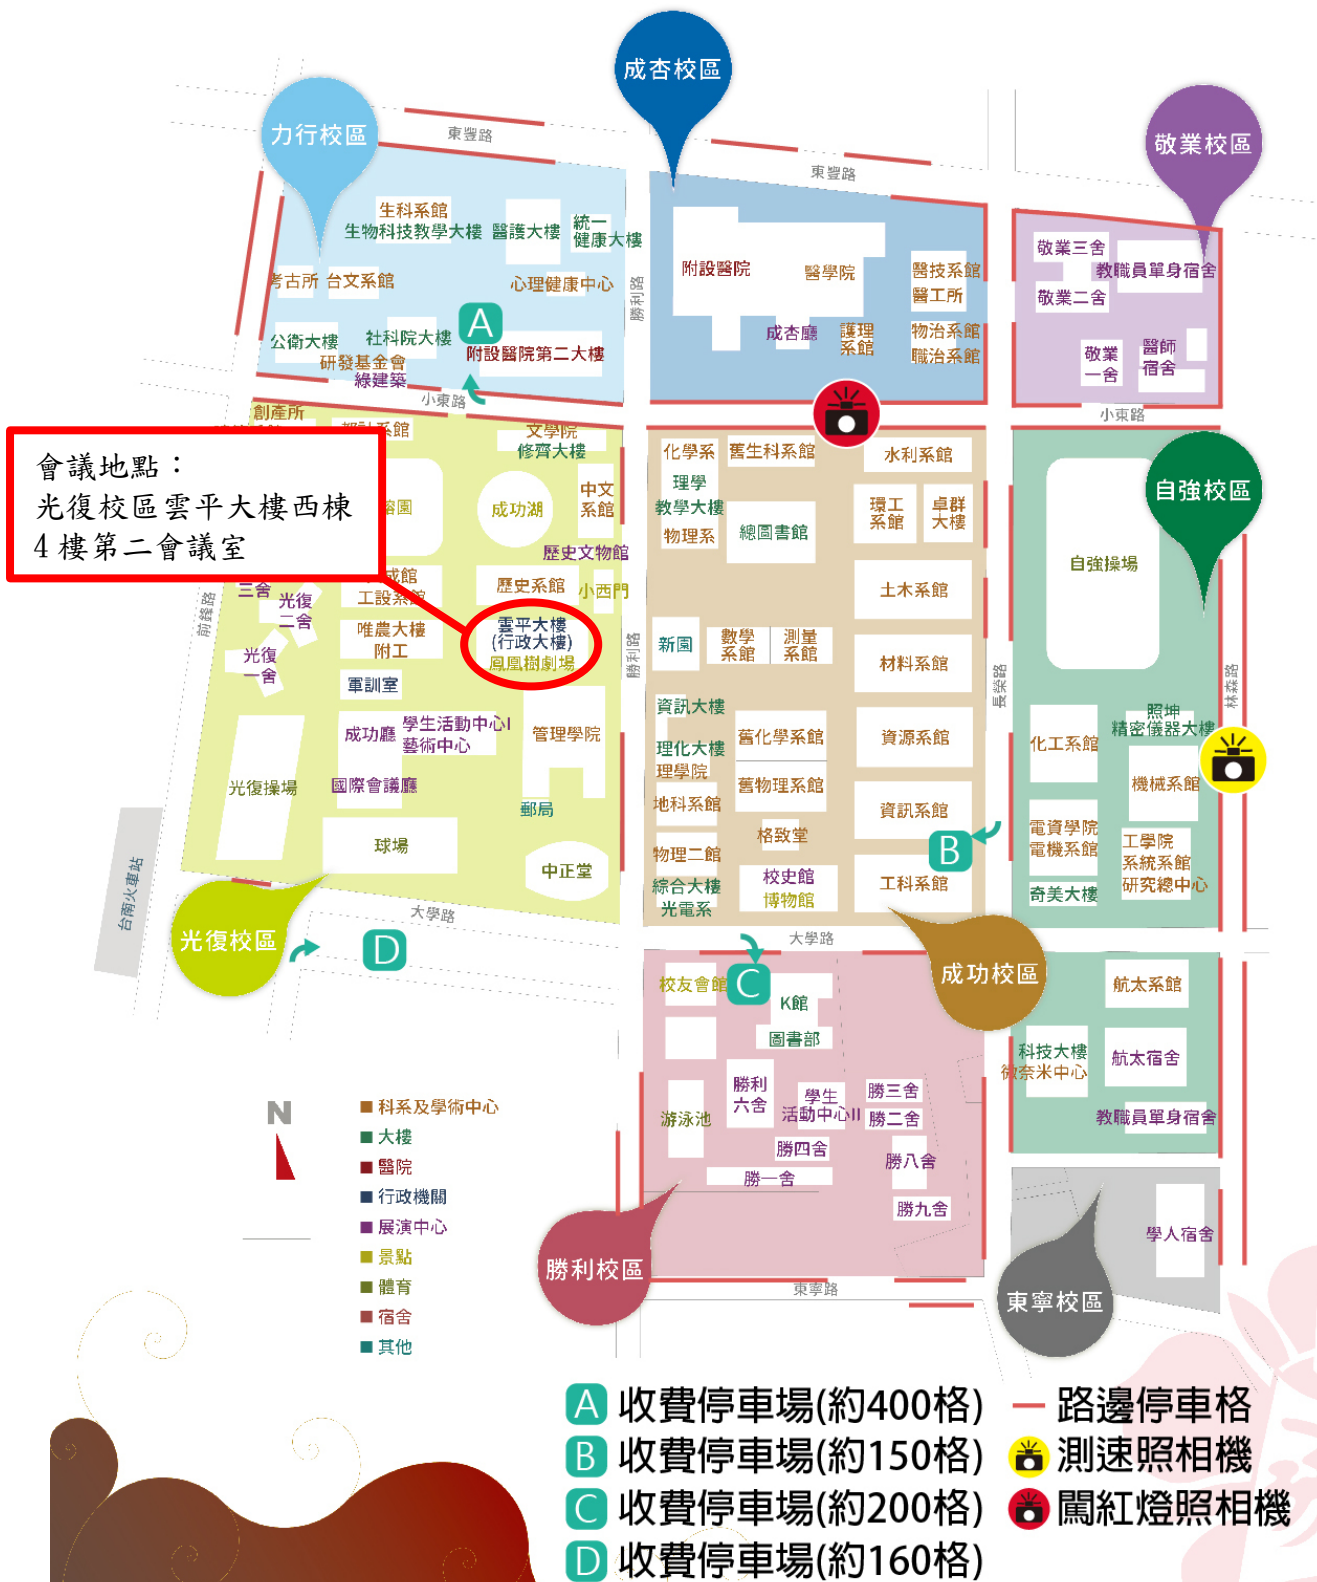 成杏校區
力行校區
敬業校區
東豐路
東豐路
生科系館
生物科技教學大樓
醫護大樓
統一
健康大樓
考古所
台文系館
心理健康中心
公衛大樓
社科院大樓
A
研發基金會
綠建築
附設醫院第二大樓
勝利路
附設醫院
醫學院
醫技系館
醫工所
成杏廳
護理
系館
物治系館
職治系館
敬業三舍
教職員單身宿舍
敬業二舍
敬業
一舍
醫師
宿舍
小東路
小東路
創產所
文學院
修齊大樓
會議地點：
光復校區雲平大樓西棟
4 樓第二會議室
成功湖
中文
系館
歷史文物館
三舍
光復
二舍
工設系館
歷史系館
小西門
前鋒路
唯農大樓
附工
雲平大樓
(行政大樓)
鳳凰樹劇場
光復
一舍
軍訓室
成功廳
學生活動中心I
藝術中心
管理學院
國際會議廳
光復操場
郵局
球場
中正堂
台南火車站
光復校區
D
大學路
勝利路
化學系
舊生科系館
水利系館
理學
教學大樓
物理系
總圖書館
環工
系館
卓群
大樓
土木系館
新園
數學
系館
測量
系館
材料系館
資訊大樓
舊化學系館
資源系館
理化大樓
理學院
舊物理系館
地科系館
資訊系館
格致堂
B
物理二館
校史館
博物館
工科系館
綜合大樓
光電系
大學路
成功校區
長榮路
自強校區
自強操場
林森路
照坤
精密儀器大樓
化工系館
機械系館
電資學院
電機系館
工學院
系統系館
研究總中心
奇美大樓
校友會館
C
K館
圖書部
航太系館
科技大樓
微奈米中心
航太宿舍
游泳池
勝利
六舍
學生
活動中心II
勝三舍
勝二舍
教職員單身宿舍
勝四舍
勝八舍
勝一舍
勝九舍
學人宿舍
勝利校區
東寧路
東寧校區
N
科系及學術中心
大樓
醫院
行政機關
展演中心
景點
體育
宿舍
其他
A 收費停車場(約400格)
路邊停車格
B 收費停車場(約150格)
測速照相機
C 收費停車場(約200格)
闖紅燈照相機
D 收費停車場(約160格)